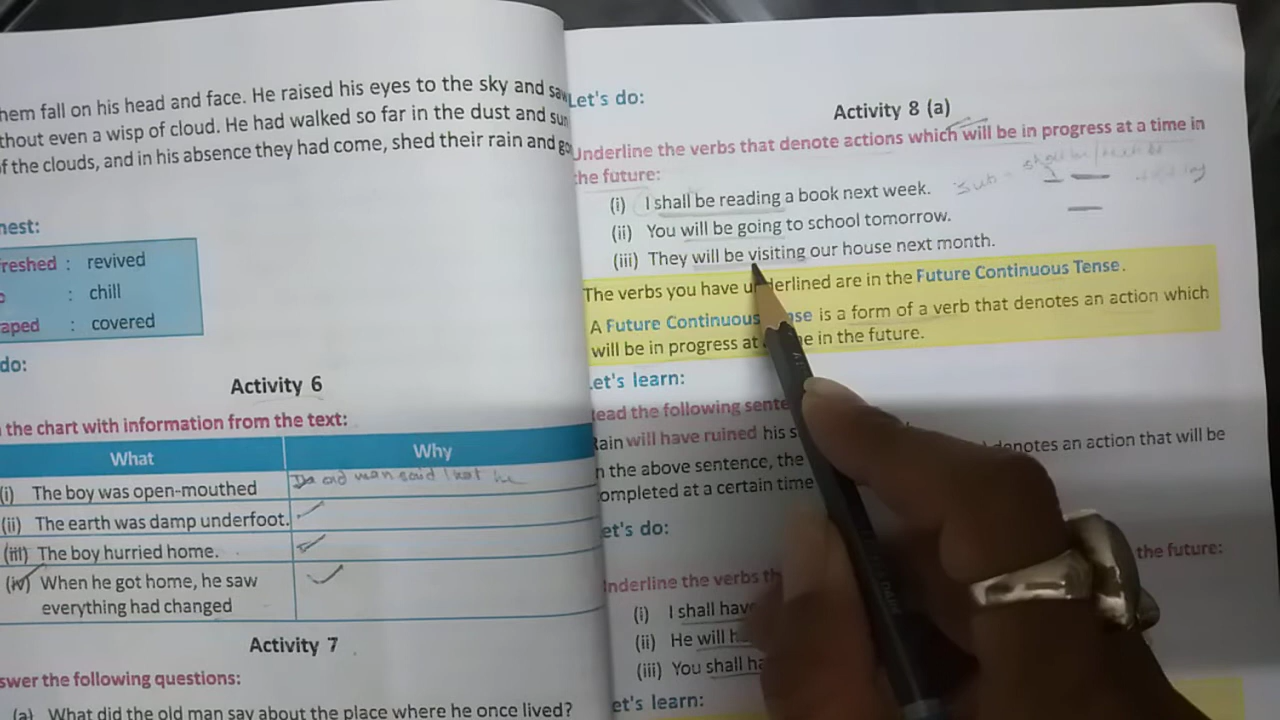 hem fall on his head and face. He raised his eyes to the sky and saw
thout even a wisp of cloud. He had walked so far in the dust and sun
f the clouds, and in his absence they had come, shed their rain and go
nest:
freshed : revived
: chill
aped : covered
do:
Activity 6
the chart with information from the text:
What Why
(i) The boy was open-mouthed old man said
(ii) The earth was damp underfoot.
(iii) The boy hurried home.
(iv) When he got home, he saw
everything had changed
Activity 7
swer the following questions:
(a) What did the old man say about the place where he once lived?
Let's do:
Activity 8 (a)
Underline the verbs that denote actions which will be in progress at a time in
the future:
(i) I shall be reading a book next week.
(ii) You will be going to school tomorrow.
(iii) They will be visiting our house next month.
The verbs you have underlined are in the Future Continuous Tense.
A Future Continuous nse is a form of a verb that denotes an action which
will be in progress at a e in the future.
Let's learn:
Read the following sente
Rain will have ruined his s
n the above sentence, the denotes an action that will be
ompleted at a certain time
et's do:
Underline the verbs th the future:
(i) I shall have
(ii) He will h
(iii) You shall ha
et's learn: